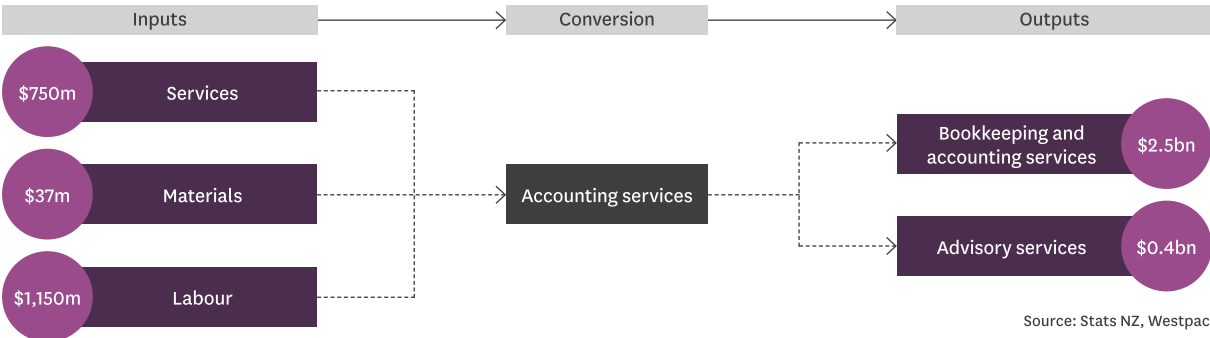 Inputs
Conversion
Outputs
$750m
Services
$37m
Materials
$1,150m
Labour
Accounting services
Bookkeeping and
accounting services
$2.5bn
Advisory services
$0.4bn
Source: Stats NZ, Westpac